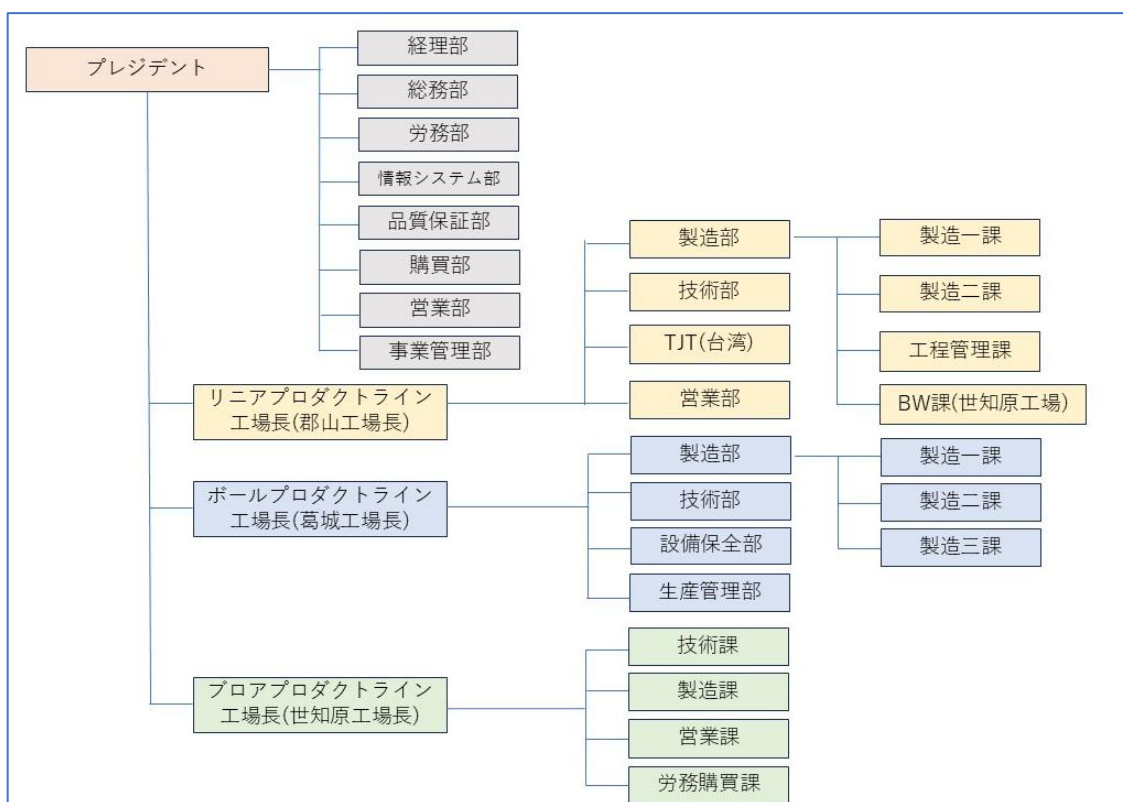 プレジデント
経理部
総務部
労務部
情報システム部
品質保証部
購買部
営業部
事業管理部
リニアプロダクトライン
工場長(郡山工場長)
製造部
技術部
TJT(台湾)
営業部
製造一課
製造二課
工程管理課
BW課(世知原工場)
ボールプロダクトライン
工場長(葛城工場長)
製造部
技術部
設備保全部
生産管理部
製造一課
製造二課
製造三課
ブロアプロダクトライン
工場長(世知原工場長)
技術課
製造課
営業課
労務購買課